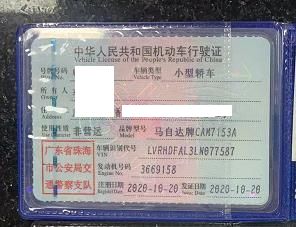 中华人民共和国机动车行驶证
Vehicle License of the People's Republic of China
号牌号码 车辆类型 小型轿车
Vehicle Type
所有人
住
Address
使用性质 非营运 品牌型号 马自达牌CAM7153A
Use Character Model
广东省珠海
市公安局交
通警察支队
车辆识别代号 LVRHDFAL3LN077587
VIN
发动机号码 3669158
Engine No.
注册日期 2020-10-20 发证日期 2020-10-20
Register Date Issue Date